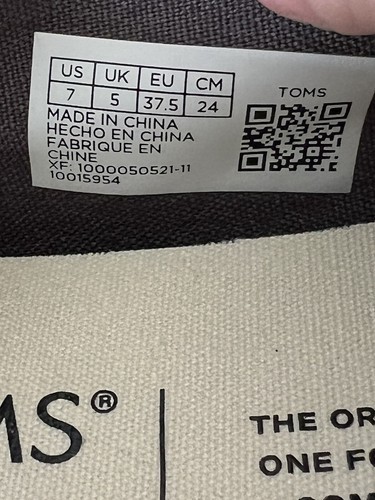 US UK EU CM
7 5 37.5 24
TOMS
MADE IN CHINA
HECHO EN CHINA
FABRIQUE EN
CHINE
XF: 1000050521-11
10015954
MS®
THE OR
ONE FO